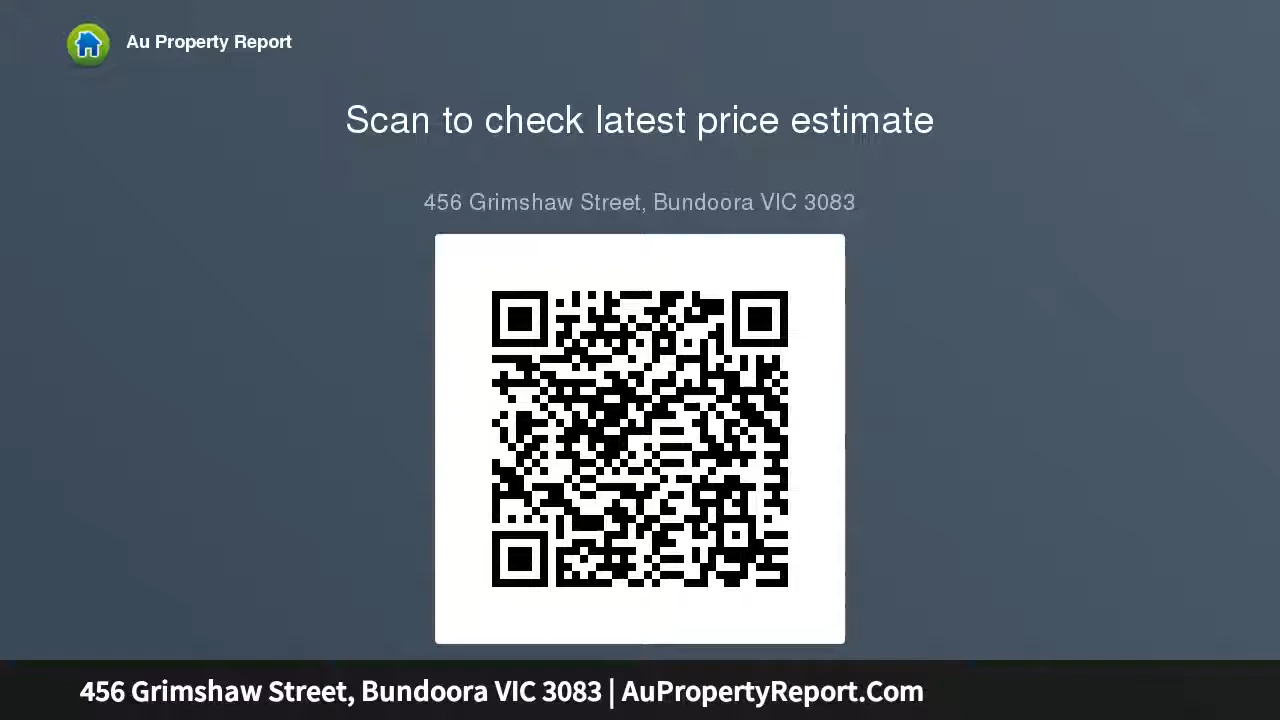 Au Property Report
Scan to check latest price estimate
456 Grimshaw Street, Bundoora VIC 3083
456 Grimshaw Street, Bundoora VIC 3083 | AuPropertyReport.Com